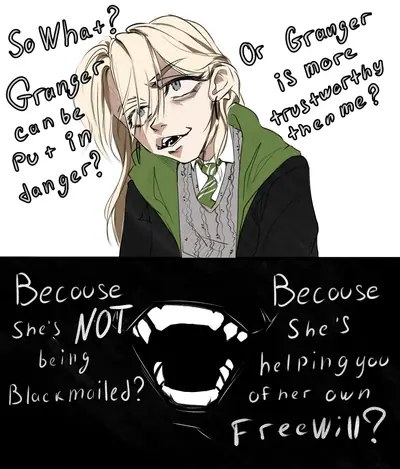 So What?
Granger
can be
put in
danger?
Or Granger
is more
trustworthy
then me?
Becouse
She's NOT
being
Blackmailed?
Becouse
She's
helping you
of her own
FreeWill?